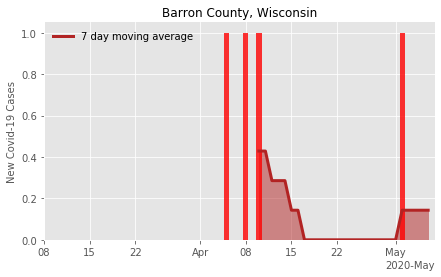 Barron County, Wisconsin
7 day moving average
New Covid-19 Cases
1.0
0.8
0.6
0.4
0.2
0.0
08 15 22 Apr 08 15 22 May
2020-May